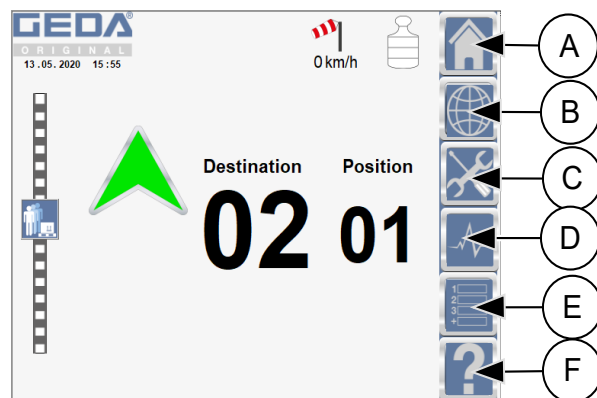 GEDA
ORIGINAL
13.05.2020 15:55
0 km/h
Destination Position
02 01
1
2
3
+
?
A
B
C
D
E
F